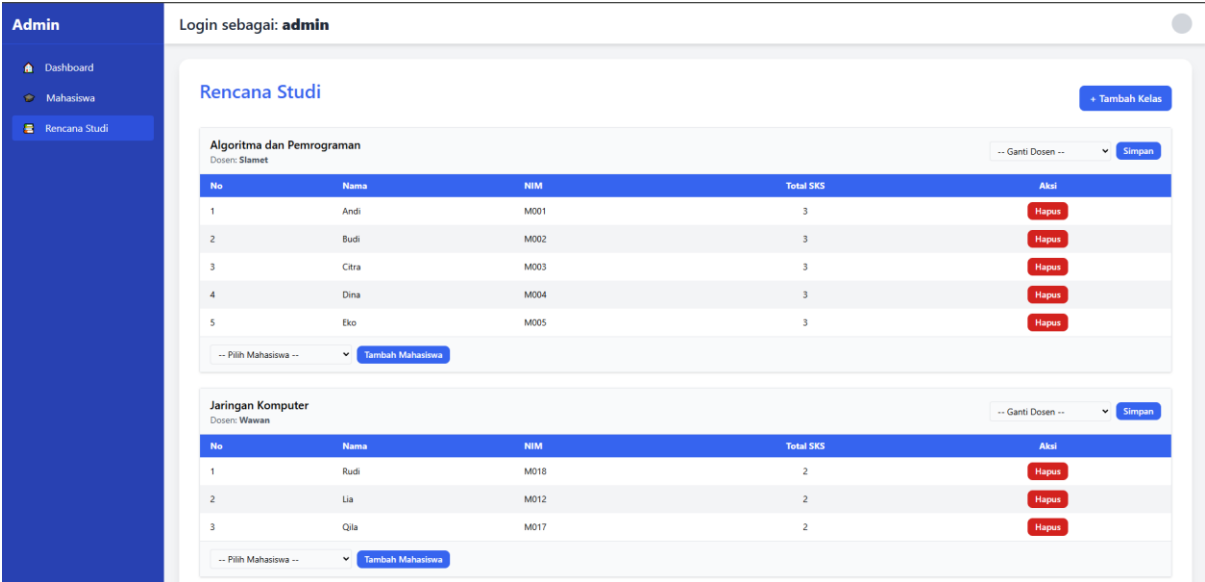 Admin
Login sebagai: admin
Dashboard
Mahasiswa
Rencana Studi
Rencana Studi
+ Tambah Kelas
Algoritma dan Pemrograman
Dosen: Slamet
-- Ganti Dosen --
Simpan
No Nama NIM Total SKS Aksi
1 Andi M001 3 Hapus
2 Budi M002 3 Hapus
3 Citra M003 3 Hapus
4 Dina M004 3 Hapus
5 Eko M005 3 Hapus
-- Pilih Mahasiswa -- Tambah Mahasiswa
Jaringan Komputer
Dosen: Wawan
-- Ganti Dosen --
Simpan
No Nama NIM Total SKS Aksi
1 Rudi M018 2 Hapus
2 Lia M012 2 Hapus
3 Qila M017 2 Hapus
-- Pilih Mahasiswa -- Tambah Mahasiswa